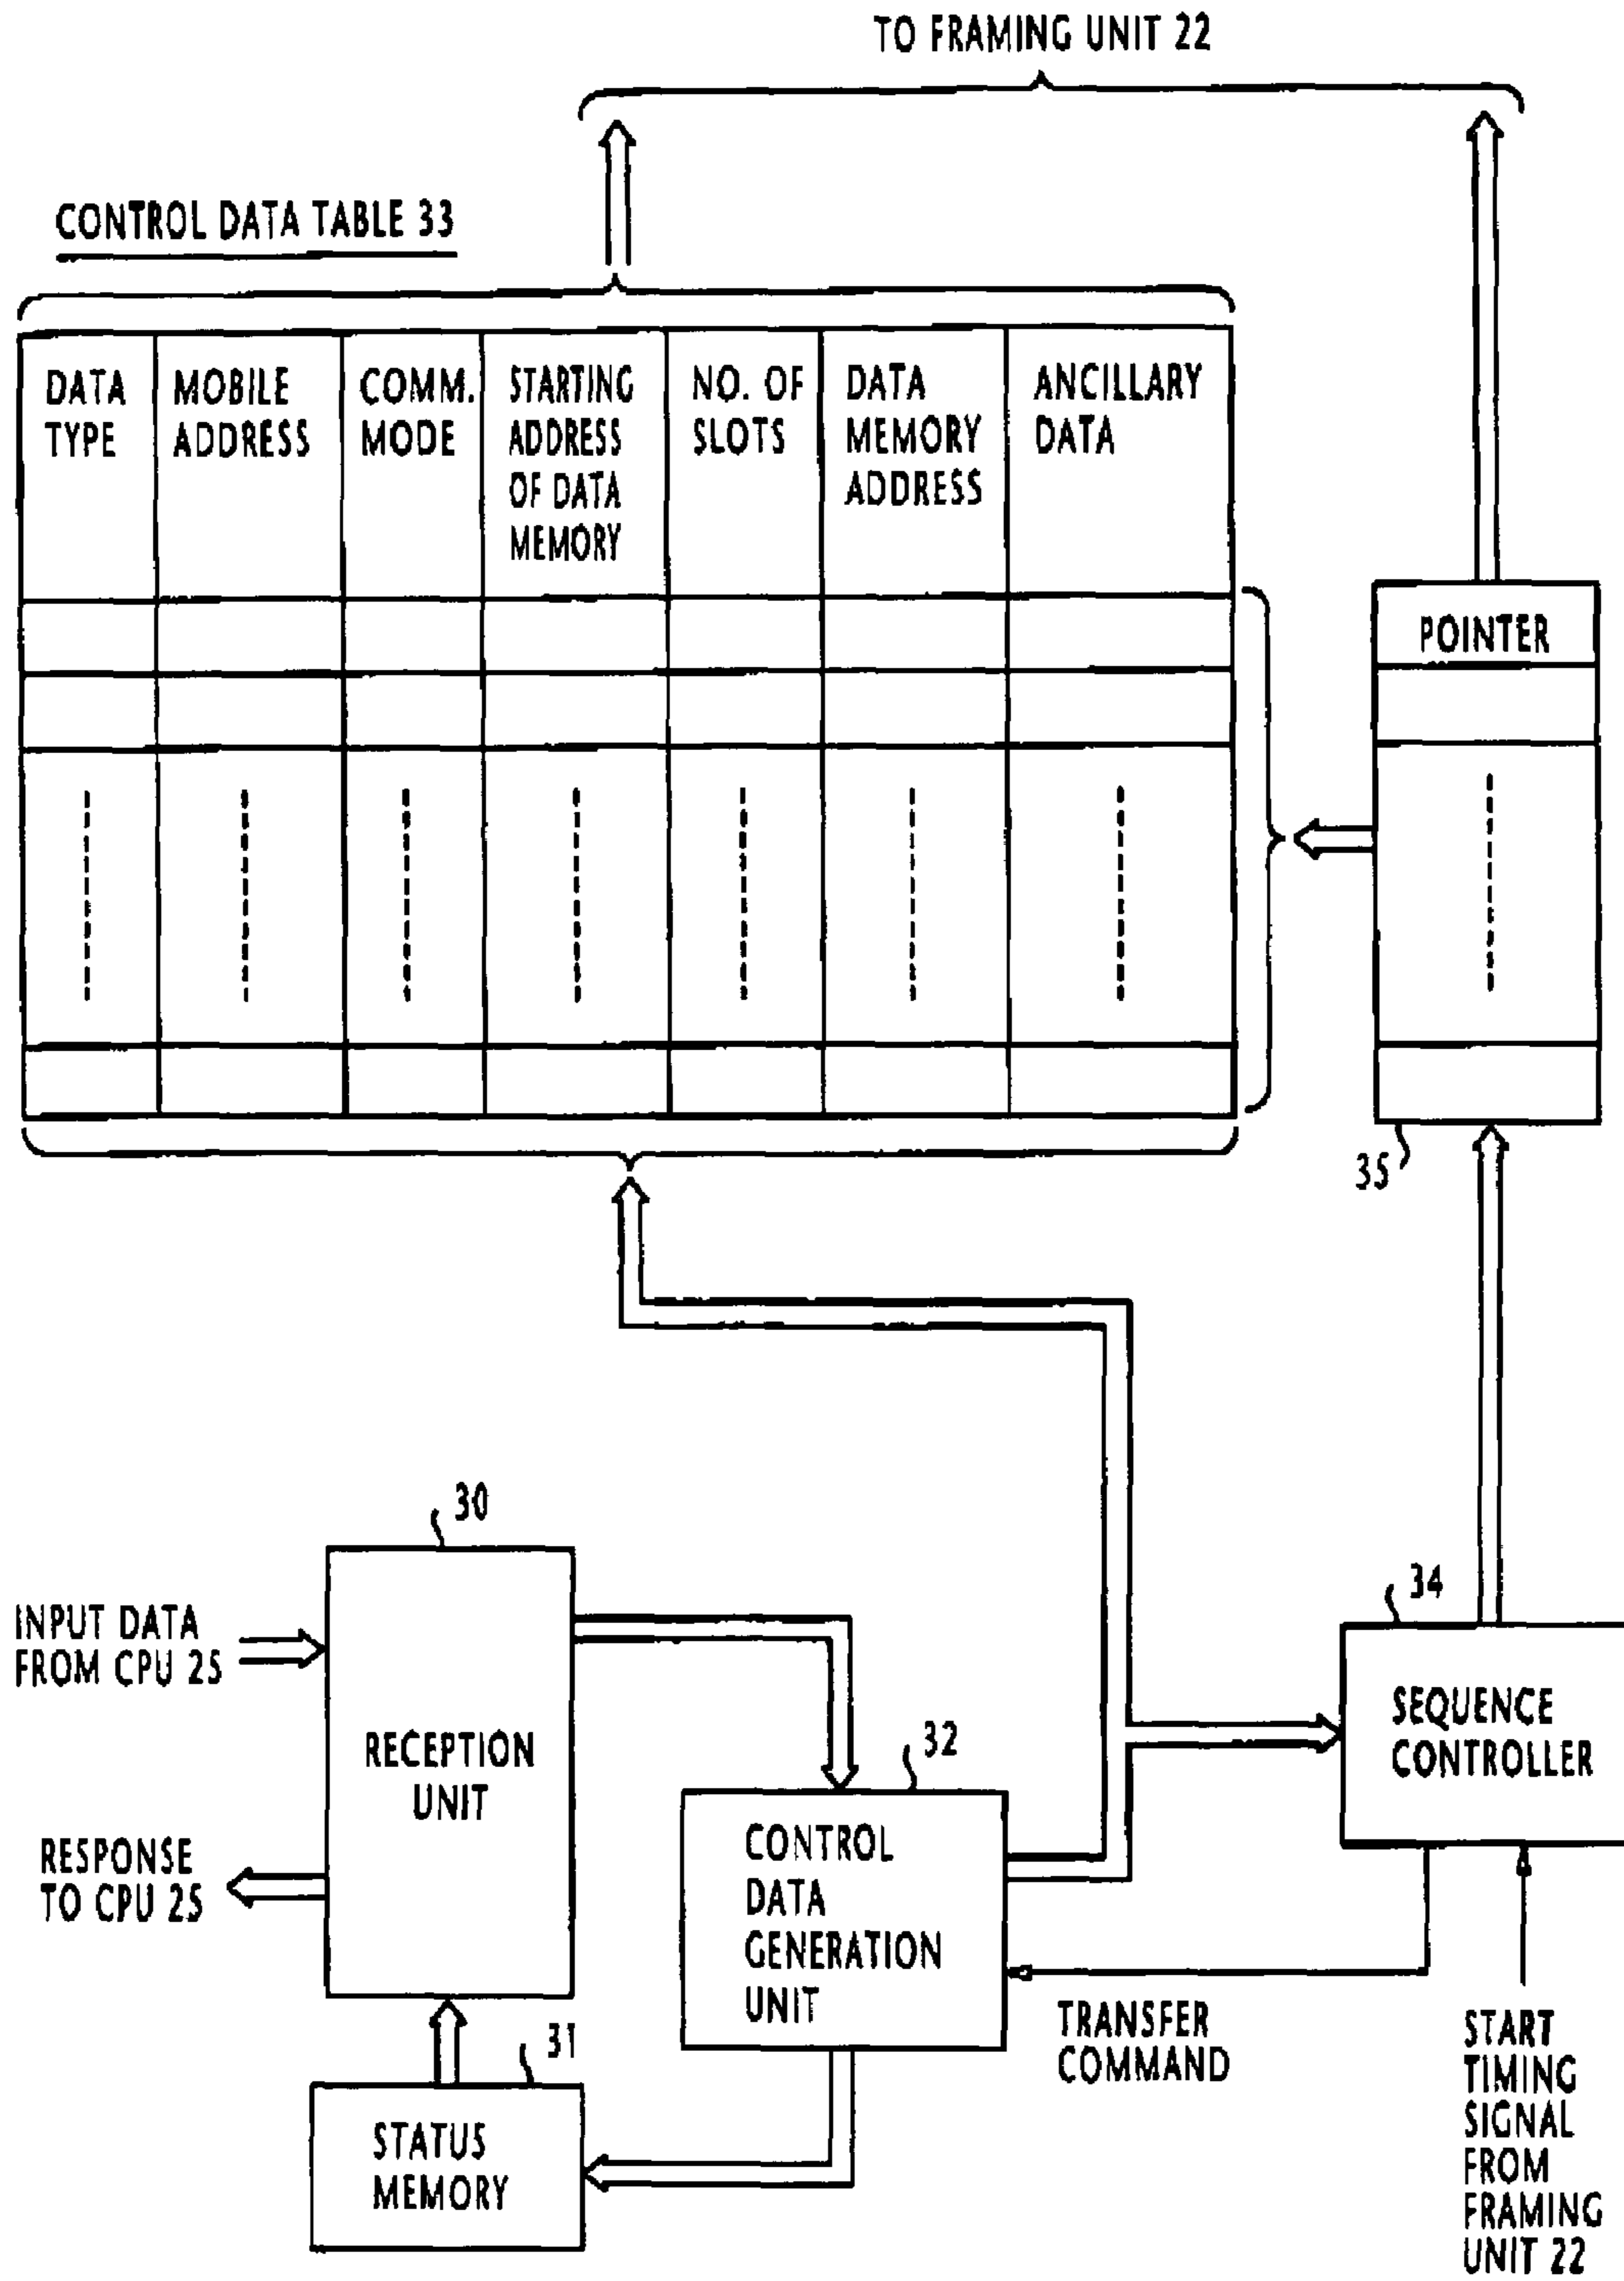 TO FRAMING UNIT 22
CONTROL DATA TABLE 33
DATA
TYPE
MOBILE
ADDRESS
COMM.
MODE
STARTING
ADDRESS
OF DATA
MEMORY
NO. OF
SLOTS
DATA
MEMORY
ADDRESS
ANCILLARY
DATA
POINTER
35
30
INPUT DATA
FROM CPU 25
RECEPTION
UNIT
RESPONSE
TO CPU 25
32
CONTROL
DATA
GENERATION
UNIT
34
SEQUENCE
CONTROLLER
TRANSFER
COMMAND
31
STATUS
MEMORY
START
TIMING
SIGNAL
FROM
FRAMING
UNIT 22